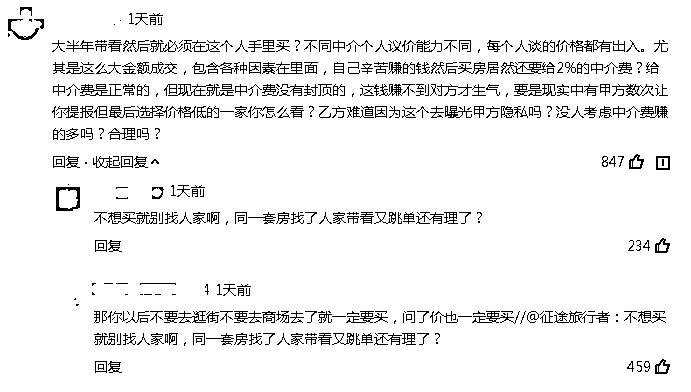 1天前
大半年带看然后就必须在这个人手里买？不同中介个人议价能力不同，每个人谈的价格都有出入。尤
其是这么大金额成交，包含各种因素在里面，自己辛苦赚的钱然后买房居然还要给2%的中介费？给
中介费是正常的，但现在就是中介费没有封顶的，这钱赚不到对方才生气，要是现实中有甲方数次让
你提报但最后选择价格低的一家你怎么看？乙方难道因为这个去曝光甲方隐私吗？没人考虑中介费赚
的多吗？合理吗？
回复·收起回复 847
1天前
不想买就别找人家啊，同一套房找了人家带看又跳单还有理了？
回复 234
4 1天前
那你以后不要去逛街不要去商场去了就一定要买，问了价也一定要买//@征途旅行者：不想买
就别找人家啊，同一套房找了人家带看又跳单还有理了？
回复 459